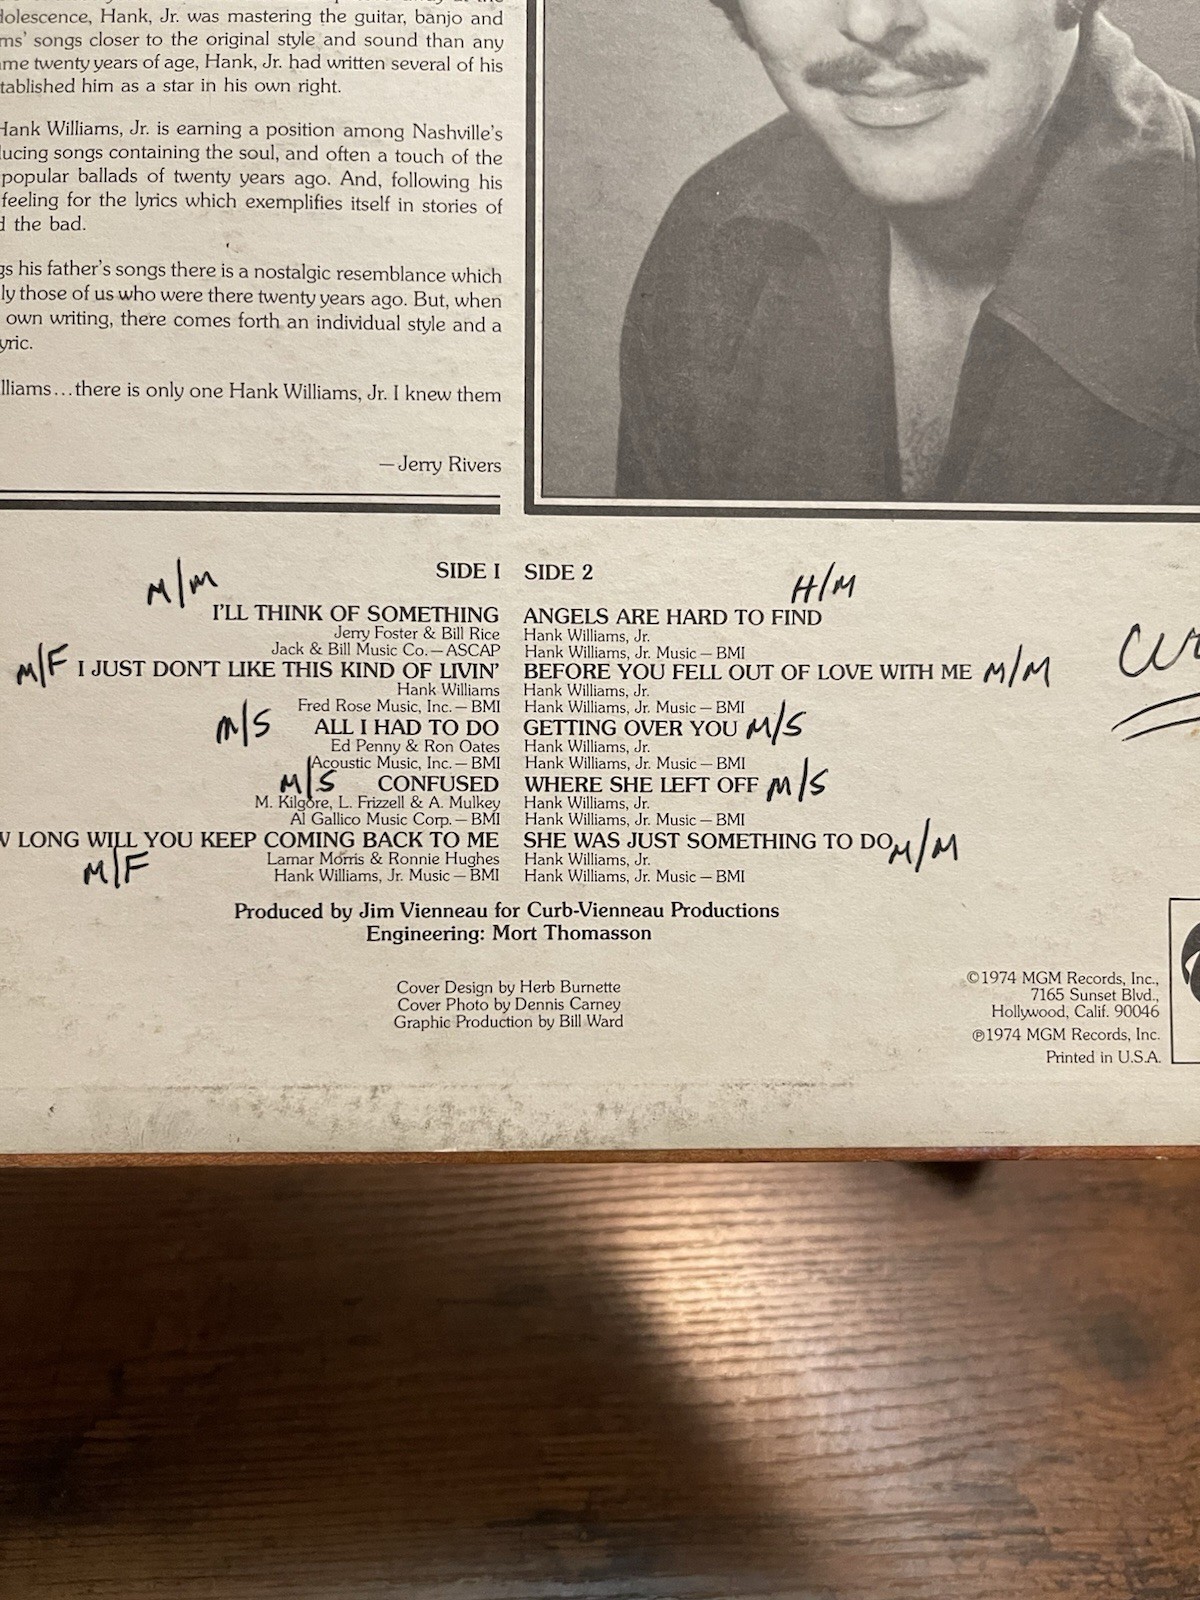 olescence, Hank, Jr. was mastering the guitar, banjo and
ms' songs closer to the original style and sound than any
me twenty years of age, Hank, Jr. had written several of his
tablished him as a star in his own right.
Hank Williams, Jr. is earning a position among Nashville's
ducing songs containing the soul, and often a touch of the
popular ballads of twenty years ago. And, following his
feeling for the lyrics which exemplifies itself in stories of
d the bad.
gs his father's songs there is a nostalgic resemblance which
ly those of us who were there twenty years ago. But, when
own writing, there comes forth an individual style and a
yric.
lliams...there is only one Hank Williams, Jr. I knew them
—Jerry Rivers
SIDE 1
M/M
I'LL THINK OF SOMETHING
Jerry Foster & Bill Rice
Jack & Bill Music Co.—ASCAP
M/F I JUST DON'T LIKE THIS KIND OF LIVIN'
Hank Williams
Fred Rose Music, Inc.—BMI
M/S ALL I HAD TO DO
Ed Penny & Ron Oates
Acoustic Music, Inc.—BMI
M/S CONFUSED
M. Kilgore, L. Frizzell & A. Mulkey
Al Gallico Music Corp.—BMI
W LONG WILL YOU KEEP COMING BACK TO ME
M/F
Lamar Morris & Ronnie Hughes
Hank Williams, Jr. Music—BMI
SIDE 2
H/M
ANGELS ARE HARD TO FIND
Hank Williams, Jr.
Hank Williams, Jr. Music—BMI
BEFORE YOU FELL OUT OF LOVE WITH ME M/M
Hank Williams, Jr.
Hank Williams, Jr. Music—BMI
GETTING OVER YOU M/S
Hank Williams, Jr.
Hank Williams, Jr. Music—BMI
WHERE SHE LEFT OFF M/S
Hank Williams, Jr.
Hank Williams, Jr. Music—BMI
SHE WAS JUST SOMETHING TO DO M/M
Hank Williams, Jr.
Hank Williams, Jr. Music—BMI
Produced by Jim Vienneau for Curb-Vienneau Productions
Engineering: Mort Thomasson
Cover Design by Herb Burnette
Cover Photo by Dennis Carney
Graphic Production by Bill Ward
©1974 MGM Records, Inc.,
7165 Sunset Blvd.,
Hollywood, Calif. 90046
℗1974 MGM Records, Inc.
Printed in U.S.A.